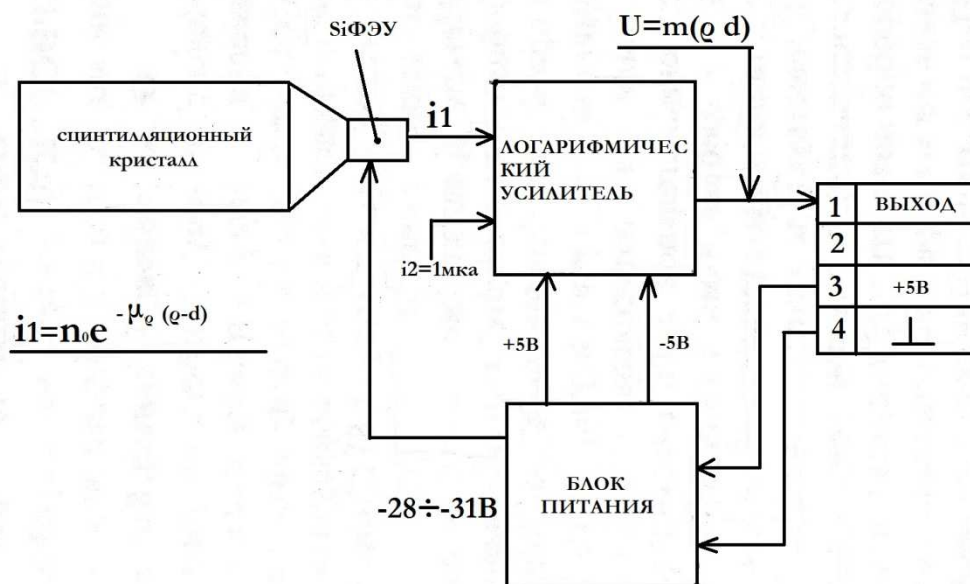 SiФЭУ
U=m(ϱ d)
сцинтилляционный
кристалл
i1
ЛОГАРИФМИЧЕС
КИЙ
УСИЛИТЕЛЬ
i2=1мка
1 ВЫХОД
2
3 +5В
4 ⊥
i1=n₀e -μϱ (ϱ-d)
+5В
-5В
-28÷-31В
БЛОК
ПИТАНИЯ